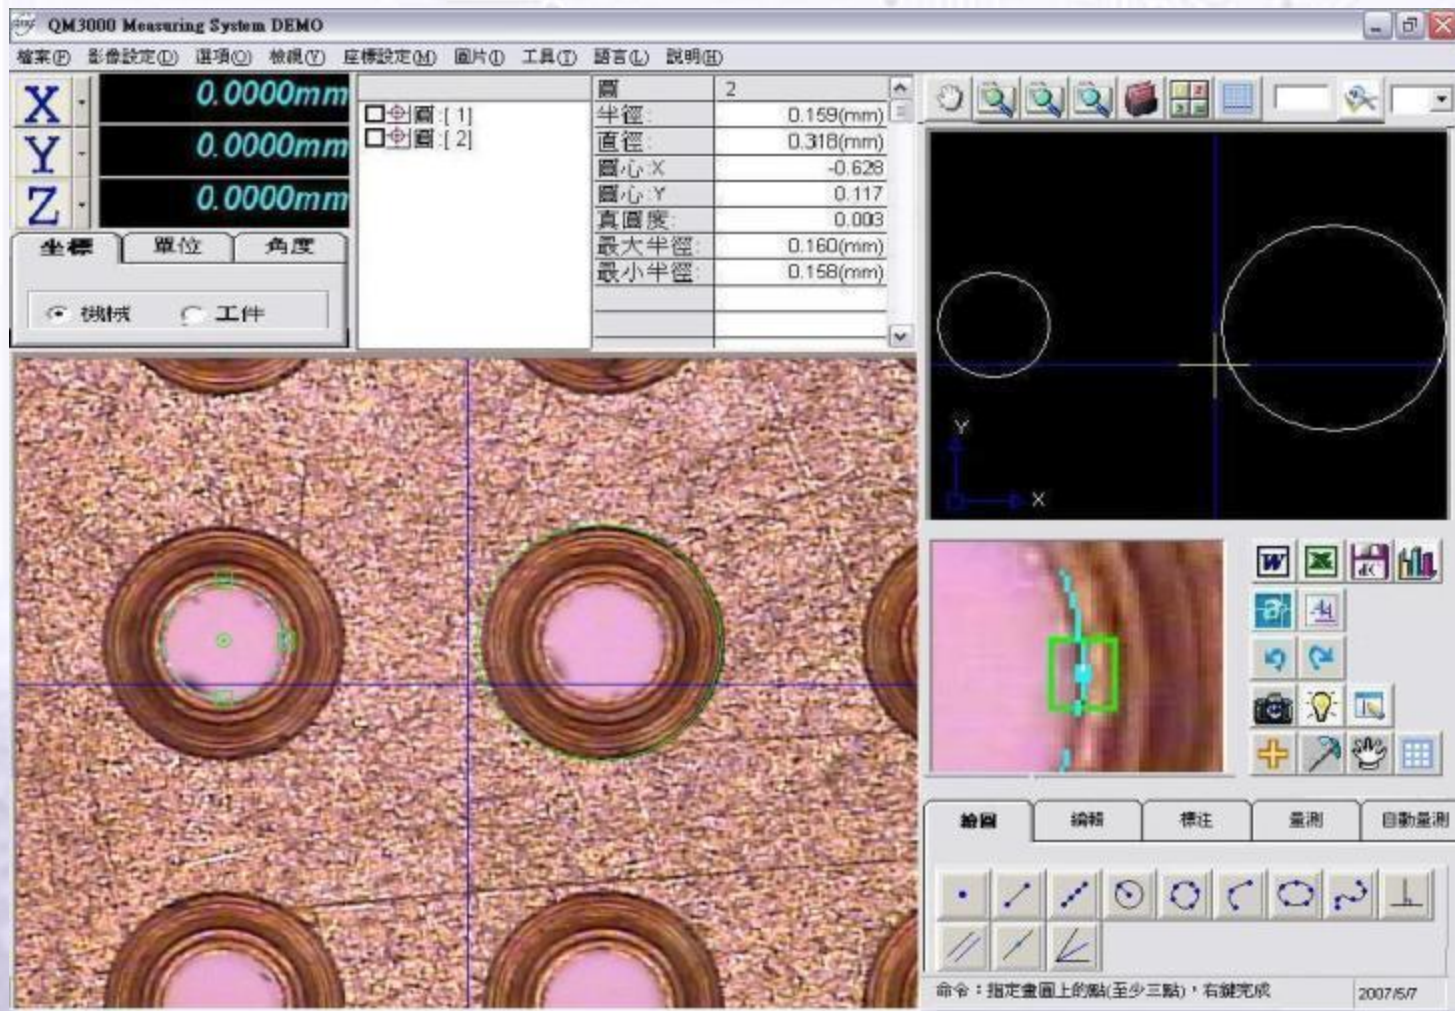 QM3000 Measuring System DEMO
檔案(F) 影像設定(D) 選項(O) 檢視(V) 座標設定(M) 圖片(I) 工具(T) 語言(L) 說明(H)
X 0.0000mm
Y 0.0000mm
Z 0.0000mm
坐標 單位 角度
機械 工件
圓:[ 1]
圓:[ 2]
圓 2
半徑: 0.159(mm)
直徑: 0.318(mm)
圓心:X -0.628
圓心:Y 0.117
真圓度: 0.003
最大半徑: 0.160(mm)
最小半徑: 0.158(mm)
Y
X
繪圖 編輯 標注 量測 自動量測
命令：指定畫圓上的點(至少三點)，右鍵完成
2007/5/7